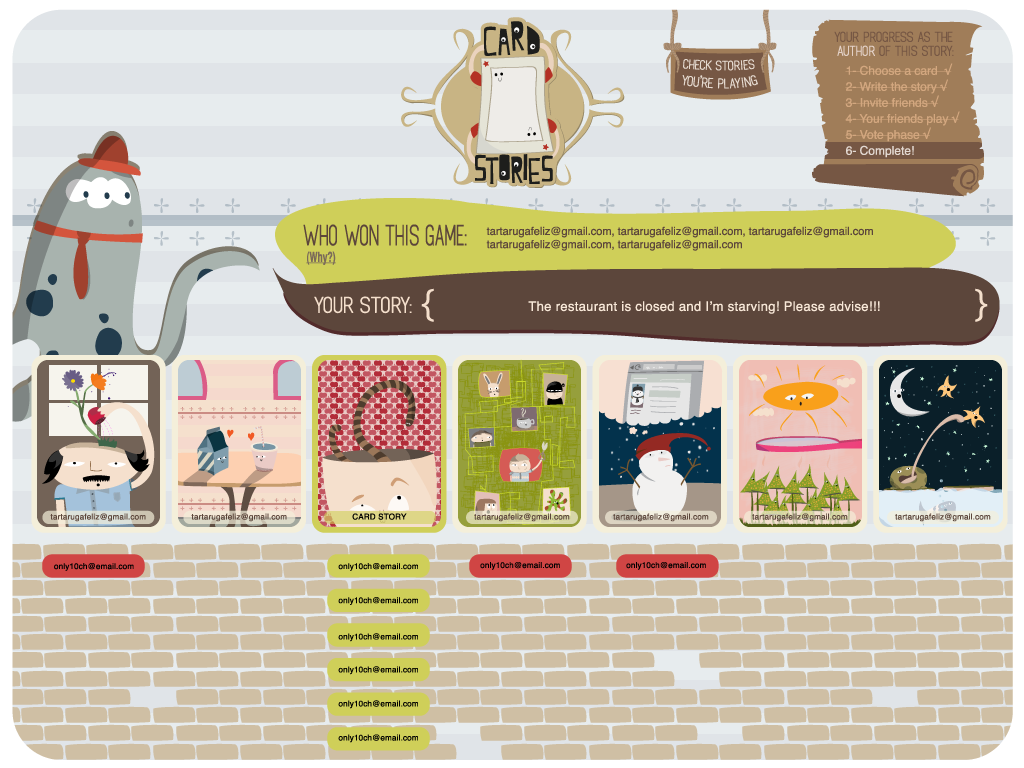 CARD
STORIES
CHECK STORIES
YOU'RE PLAYING
YOUR PROGRESS AS THE
AUTHOR OF THIS STORY:
1- Choose a card √
2- Write the story √
3- Invite friends √
4- Your friends play √
5- Vote phase √
6- Complete!
WHO WON THIS GAME:
(Why?)
tartarugafeliz@gmail.com, tartarugafeliz@gmail.com, tartarugafeliz@gmail.com
tartarugafeliz@gmail.com, tartarugafeliz@gmail.com
YOUR STORY: { The restaurant is closed and I'm starving! Please advise!!! }
tartarugafeliz@gmail.com
tartarugafeliz@gmail.com
CARD STORY
tartarugafeliz@gmail.com
tartarugafeliz@gmail.com
tartarugafeliz@gmail.com
tartarugafeliz@gmail.com
only10ch@email.com
only10ch@email.com
only10ch@email.com
only10ch@email.com
only10ch@email.com
only10ch@email.com
only10ch@email.com
only10ch@email.com
only10ch@email.com